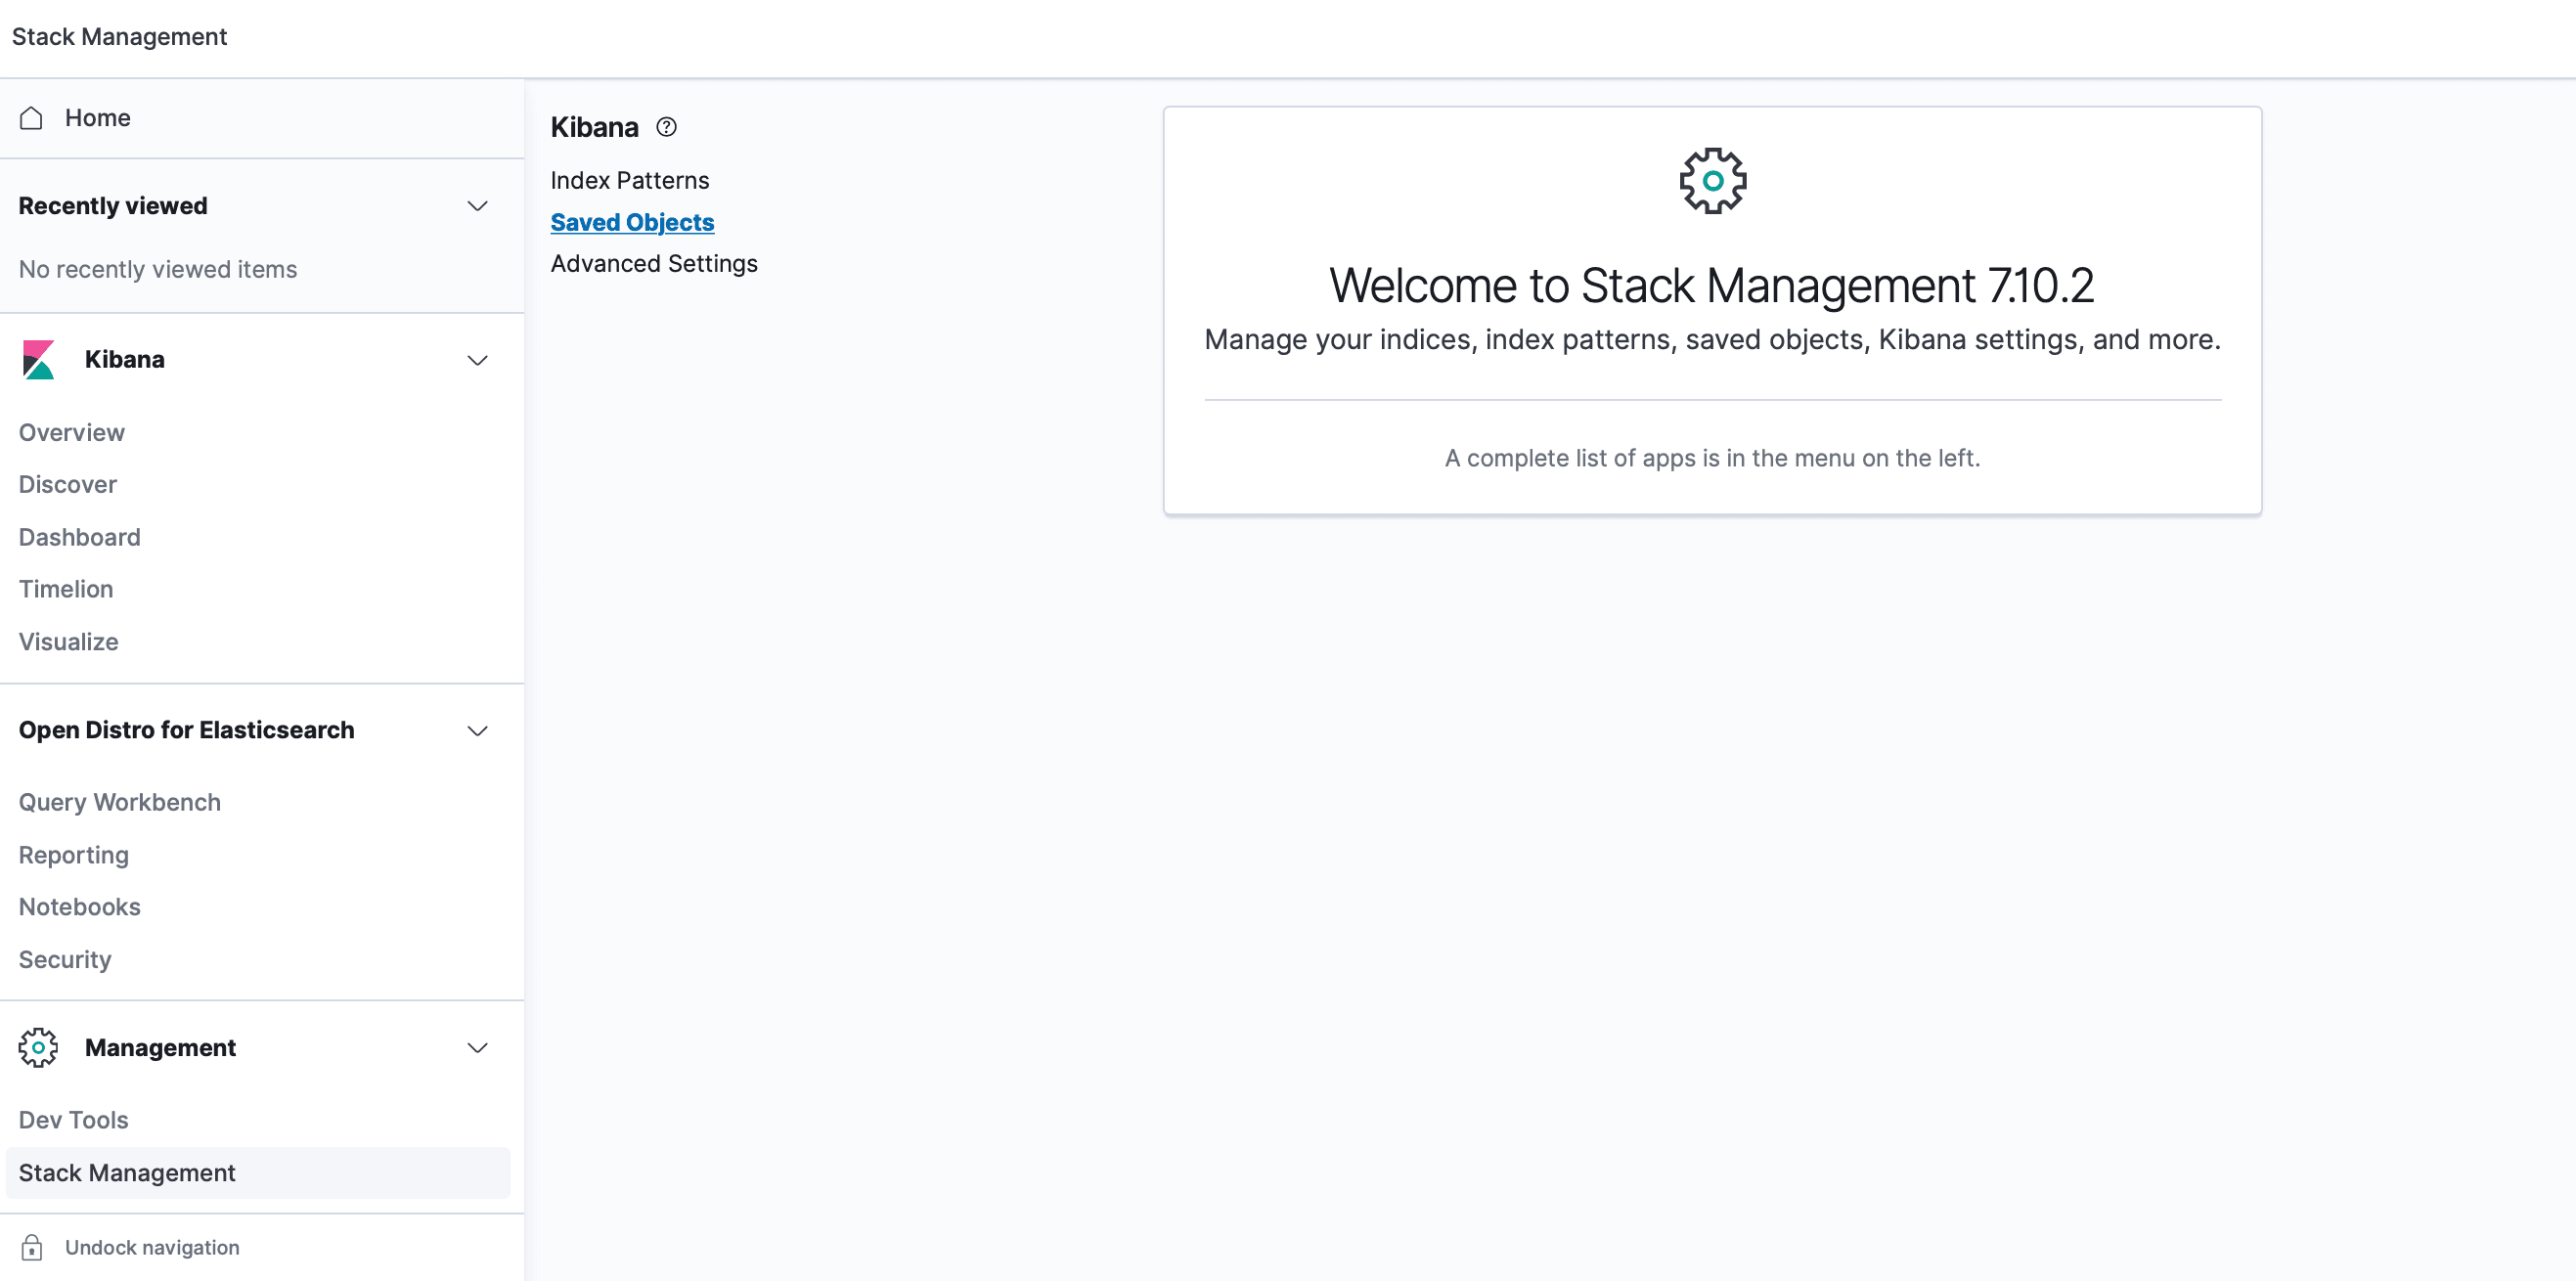 Stack Management
Home
Recently viewed
No recently viewed items
Kibana
Overview
Discover
Dashboard
Timelion
Visualize
Open Distro for Elasticsearch
Query Workbench
Reporting
Notebooks
Security
Management
Dev Tools
Stack Management
Undock navigation
Kibana
Index Patterns
Saved Objects
Advanced Settings
Welcome to Stack Management 7.10.2
Manage your indices, index patterns, saved objects, Kibana settings, and more.
A complete list of apps is in the menu on the left.